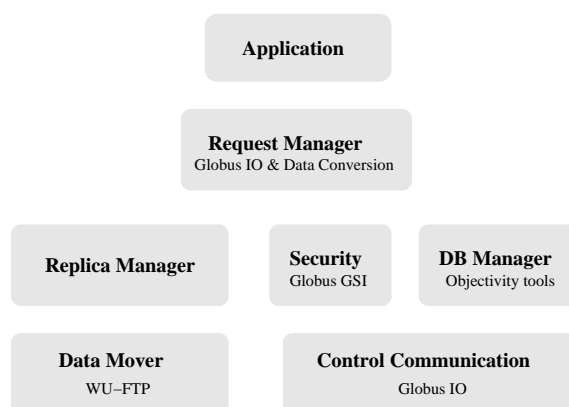 Application
Request Manager
Globus IO & Data Conversion
Replica Manager
Security
Globus GSI
DB Manager
Objectivity tools
Data Mover
WU−FTP
Control Communication
Globus IO